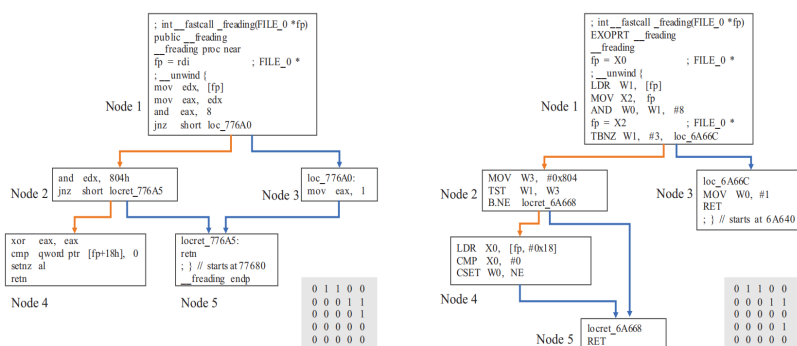 ; int __fastcall _freading(FILE_0 *fp)
public __freading
__freading proc near
fp = rdi ; FILE_0 *
; __unwind {
mov edx, [fp]
mov eax, edx
and eax, 8
jnz short loc_776A0
Node 1
and edx, 804h
jnz short locret_776A5
Node 2
loc_776A0:
mov eax, 1
Node 3
xor eax, eax
cmp qword ptr [fp+18h], 0
setnz al
retn
Node 4
locret_776A5:
retn
; } // starts at 77680
__freading endp
Node 5
0 1 1 0 0
0 0 0 1 1
0 0 0 0 1
0 0 0 0 0
0 0 0 0 0
; int __fastcall _freading(FILE_0 *fp)
EXOPRT __freading
__freading
fp = X0 ; FILE_0 *
; __unwind {
LDR W1, [fp]
MOV X2, fp
AND W0, W1, #8
fp = X2 ; FILE_0 *
TBNZ W1, #3, loc_6A66C
Node 1
MOV W3, #0x804
TST W1, W3
B.NE locret_6A668
Node 2
loc_6A66C
MOV W0, #1
RET
; } // starts at 6A640
Node 3
LDR X0, [fp, #0x18]
CMP X0, #0
CSET W0, NE
Node 4
locret_6A668
RET
Node 5
0 1 1 0 0
0 0 0 1 1
0 0 0 0 0
0 0 0 0 1
0 0 0 0 0